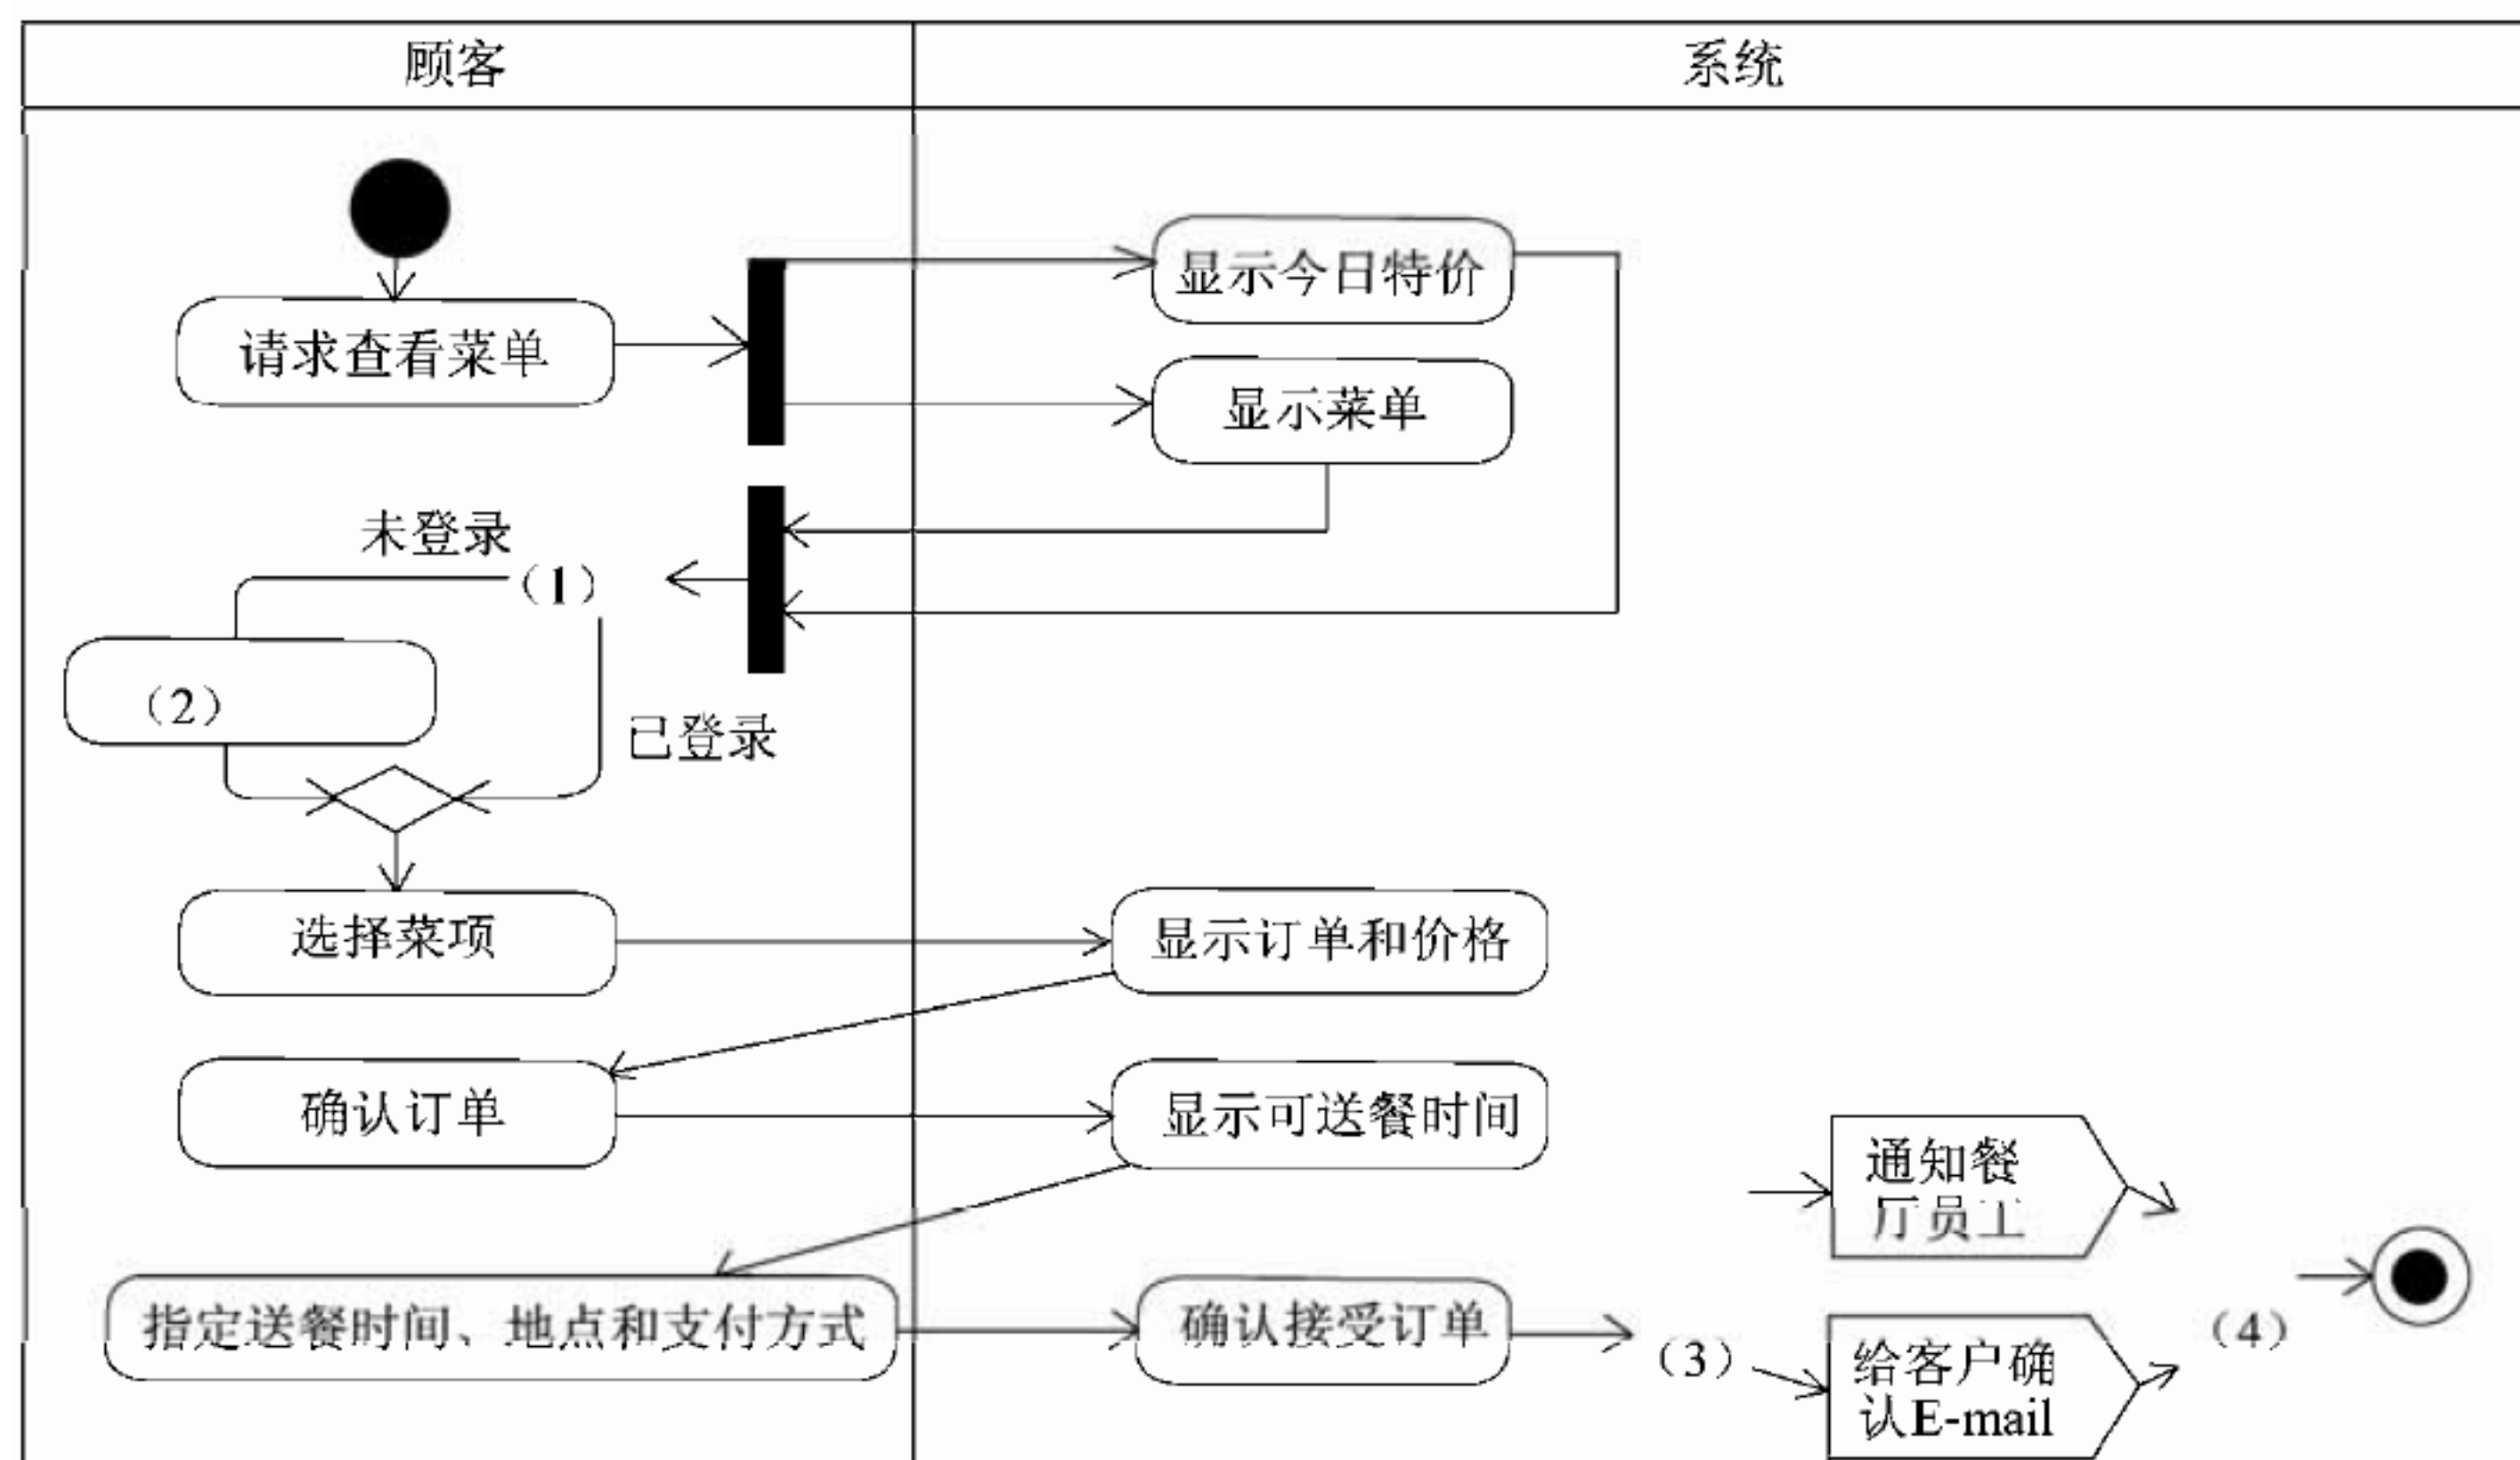 顾客
系统
显示今日特价
请求查看菜单
显示菜单
未登录
（1）
（2）
已登录
选择菜项
显示订单和价格
确认订单
显示可送餐时间
通知餐
厅员工
指定送餐时间、地点和支付方式
确认接受订单
（3）
（4）
给客户确
认E-mail